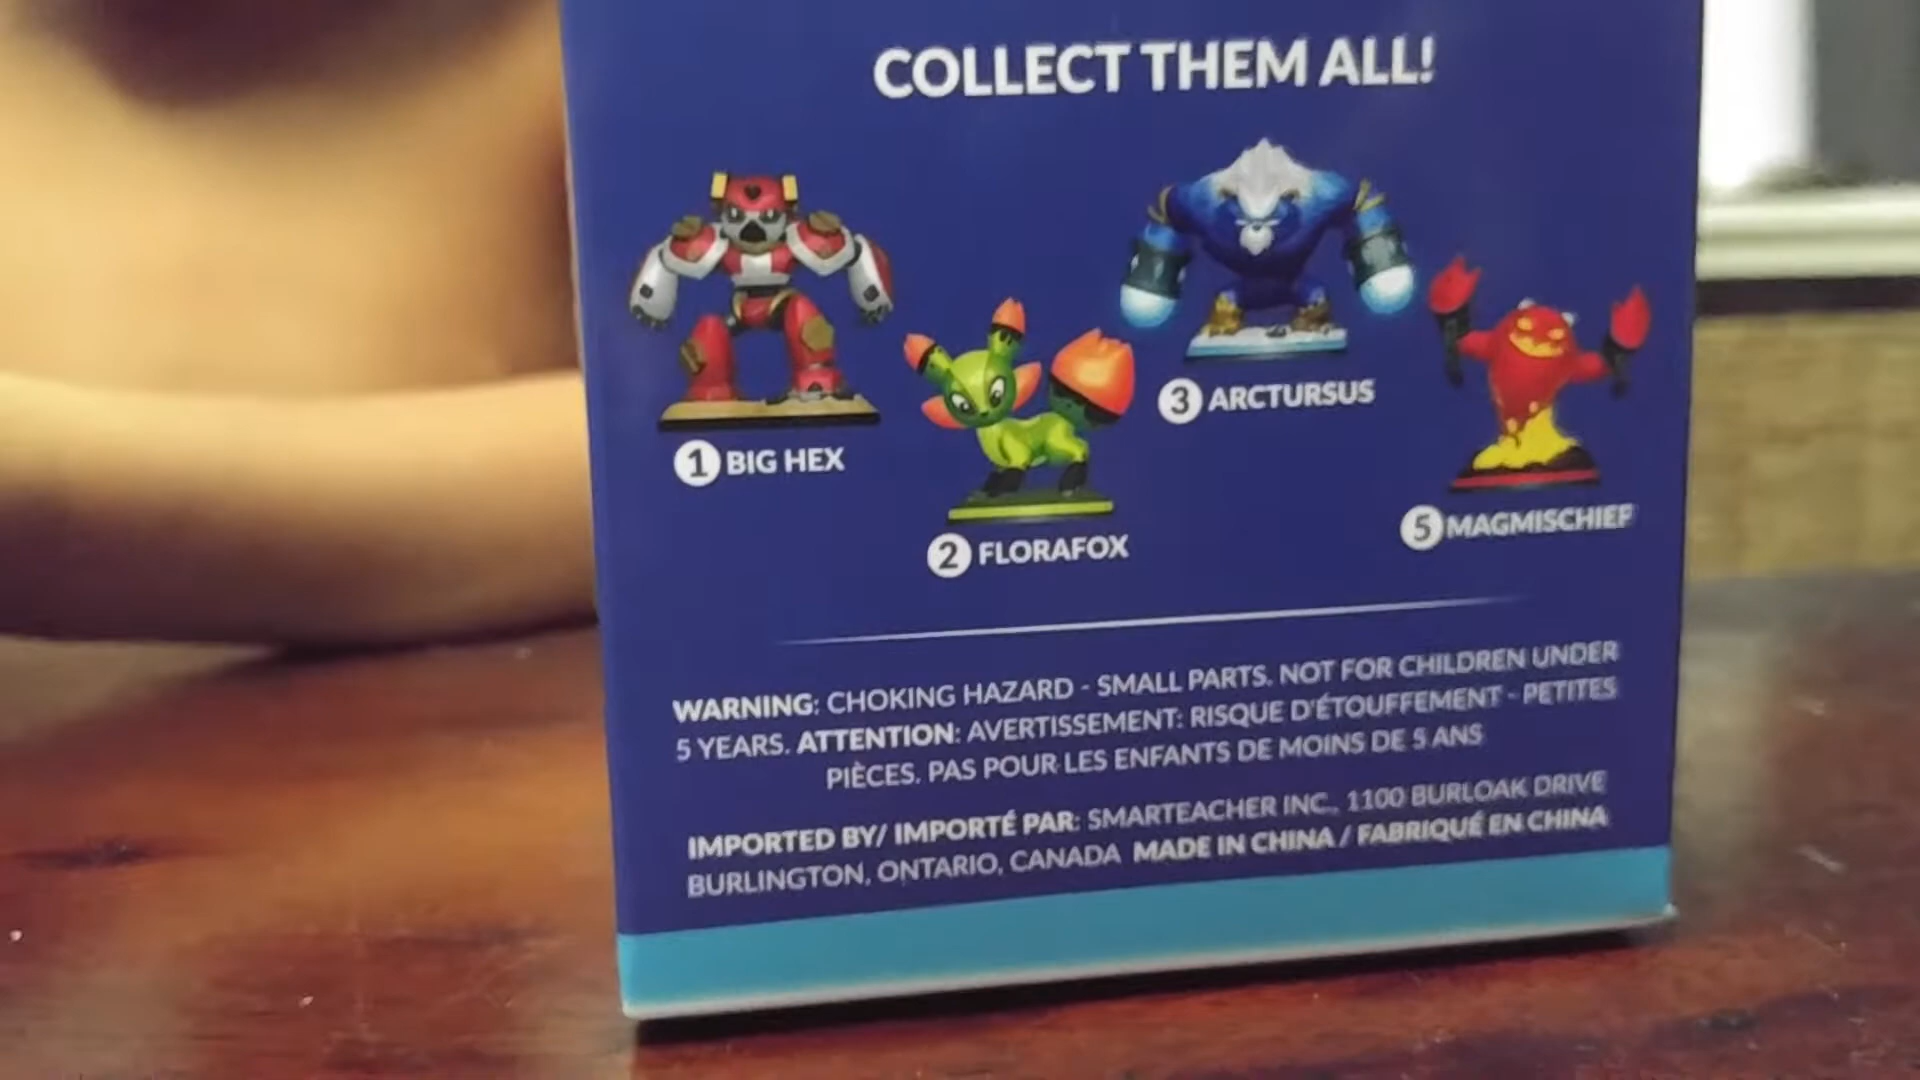 COLLECT THEM ALL!
3 ARCTURSUS
1 BIG HEX
5 MAGMISCHIEF
2 FLORAFOX
WARNING: CHOKING HAZARD - SMALL PARTS. NOT FOR CHILDREN UNDER
5 YEARS. ATTENTION: AVERTISSEMENT: RISQUE D'ÉTOUFFEMENT - PETITES
PIÈCES. PAS POUR LES ENFANTS DE MOINS DE 5 ANS
IMPORTED BY/ IMPORTÉ PAR: SMARTEACHER INC., 1100 BURLOAK DRIVE
BURLINGTON, ONTARIO, CANADA MADE IN CHINA / FABRIQUÉ EN CHINA